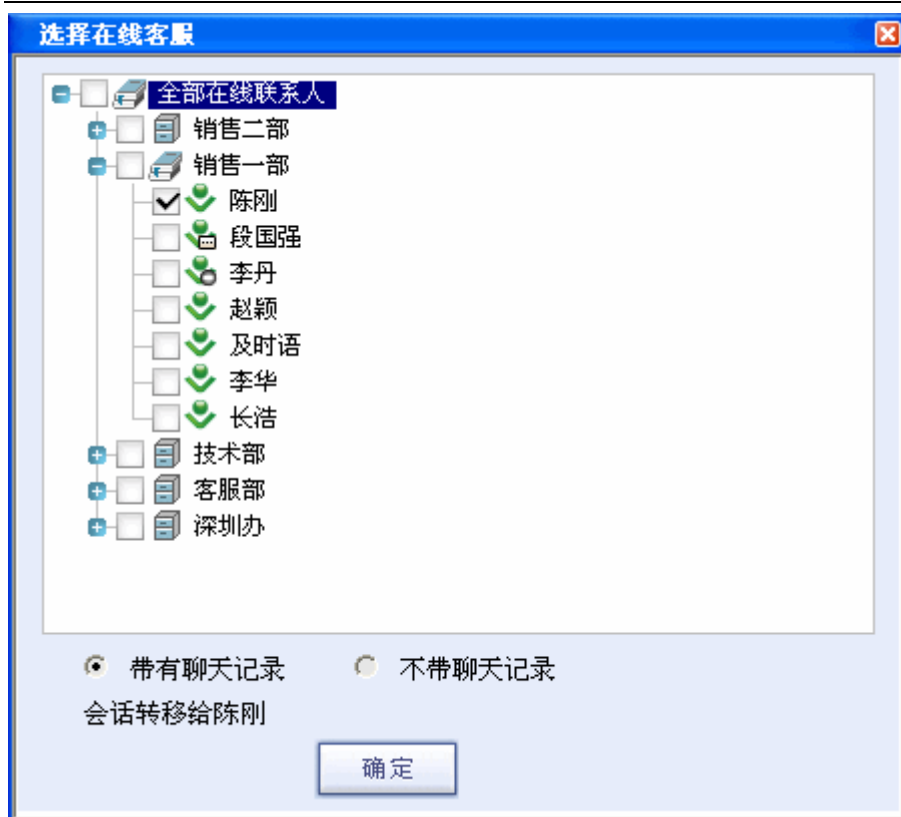 选择在线客服
全部在线联系人
销售二部
销售一部
陈刚
段国强
李丹
赵颖
及时语
李华
长浩
技术部
客服部
深圳办
带有聊天记录 不带聊天记录
会话转移给陈刚
确定